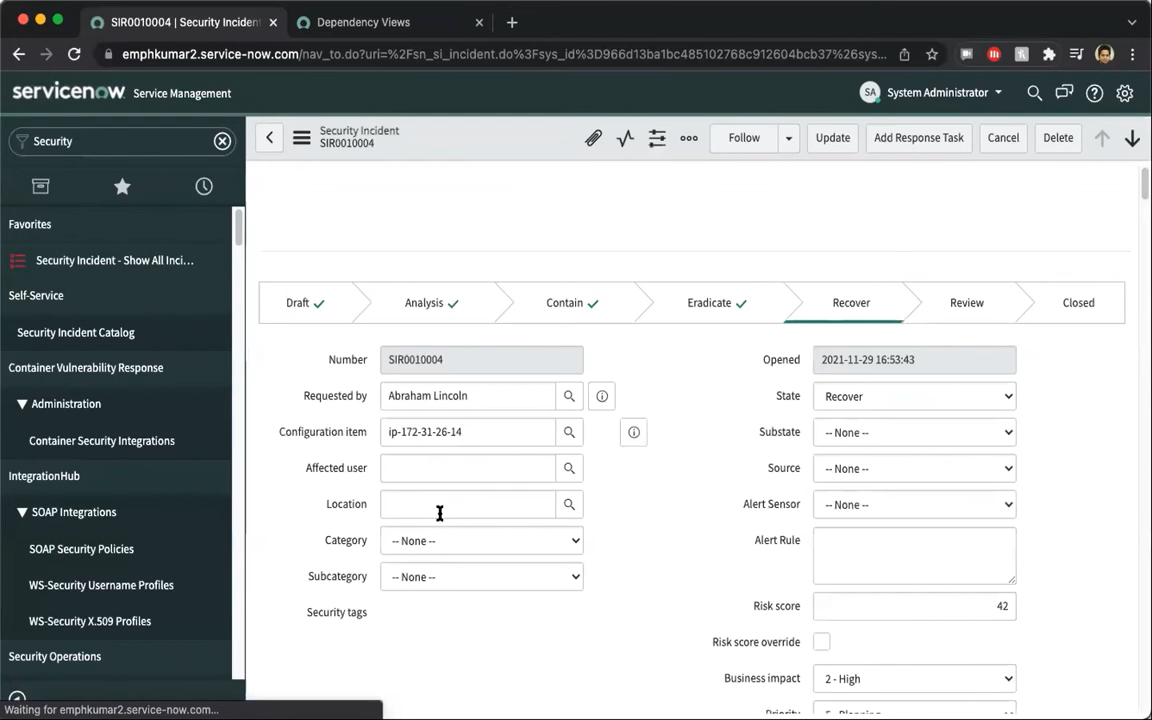 SIR0010004 | Security Incident
Dependency Views
emphkumar2.service-now.com/nav_to.do?uri=%2Fsn_si_incident.do%3Fsys_id%3D966d13ba1bc485102768c912604bcb37%26sys...
servicenow Service Management
SA System Administrator
Security
Security Incident
SIR0010004
Follow
Update
Add Response Task
Cancel
Delete
Favorites
Security Incident - Show All Inci...
Self-Service
Security Incident Catalog
Container Vulnerability Response
Administration
Container Security Integrations
IntegrationHub
SOAP Integrations
SOAP Security Policies
WS-Security Username Profiles
WS-Security X.509 Profiles
Security Operations
Draft
Analysis
Contain
Eradicate
Recover
Review
Closed
Number SIR0010004
Requested by Abraham Lincoln
Configuration item ip-172-31-26-14
Affected user
Location
Category -- None --
Subcategory -- None --
Security tags
Opened 2021-11-29 16:53:43
State Recover
Substate -- None --
Source -- None --
Alert Sensor -- None --
Alert Rule
Risk score 42
Risk score override
Business impact 2 - High
Priority 5 - Planning
Waiting for emphkumar2.service-now.com...